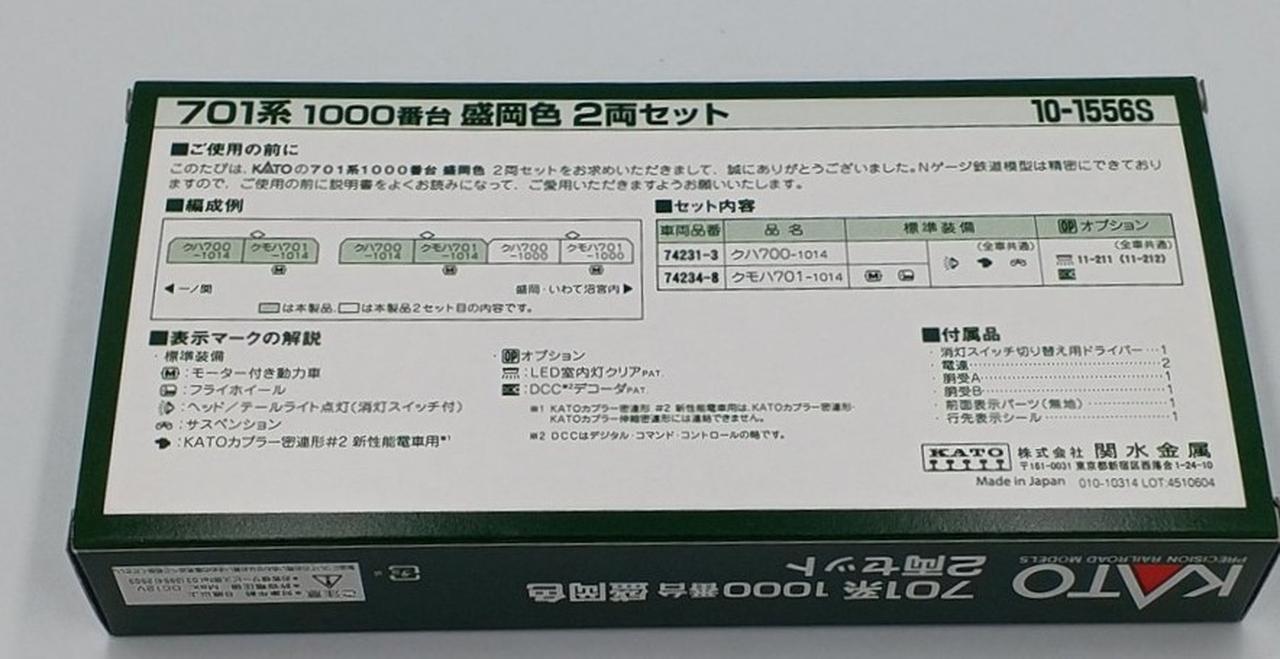 701系 1000番台 盛岡色 2両セット
10-1556S
■ご使用の前に
このたびは、KATOの701系1000番台 盛岡色 2両セットをお求めいただきまして、誠にありがとうございました。Nゲージ鉄道模型は精密にできており
ますので、ご使用の前に説明書をよくお読みになって、ご愛用いただきますようお願いいたします。
■編成例
クハ700 -1014 クモハ701 -1014 クハ700 -1014 クモハ701 -1014 クハ700 -1000 クモハ701 -1000
M M M
◀一ノ関 盛岡・いわて沼宮内▶
は本製品、は本製品2セット目の内容です。
■セット内容
車両品番 品名 標準装備 OP オプション
74231-3 クハ700-1014 (全車共通) (全車共通)
11-211 (11-212)
74234-8 クモハ701-1014 M
■表示マークの解説
・標準装備
M:モーター付き動力車
:フライホイール
:ヘッド/テールライト点灯(消灯スイッチ付)
:サスペンション
:KATOカプラー密連形#2 新性能電車用※1
・OPオプション
:LED室内灯クリアPAT.
:DCC※2デコーダPAT.
※1 KATOカプラー密連形 #2 新性能電車用は、KATOカプラー密連形・
KATOカプラー伸縮密連形には連結できません。
※2 DCCはデジタル・コマンド・コントロールの略です。
■付属品
・消灯スイッチ切り替え用ドライバー…1
・電連…2
・胴受A…1
・胴受B…1
・前面表示パーツ(無地)…1
・行先表示シール…1
KATO 株式会社 関水金属
〒161-0031 東京都新宿区西落合1-24-10
Made in Japan 010-10314 LOT:4510604
KATO
PRECISION RAILROAD MODELS
701系 1000番台 盛岡色
2両セット
ご注意
DC12V